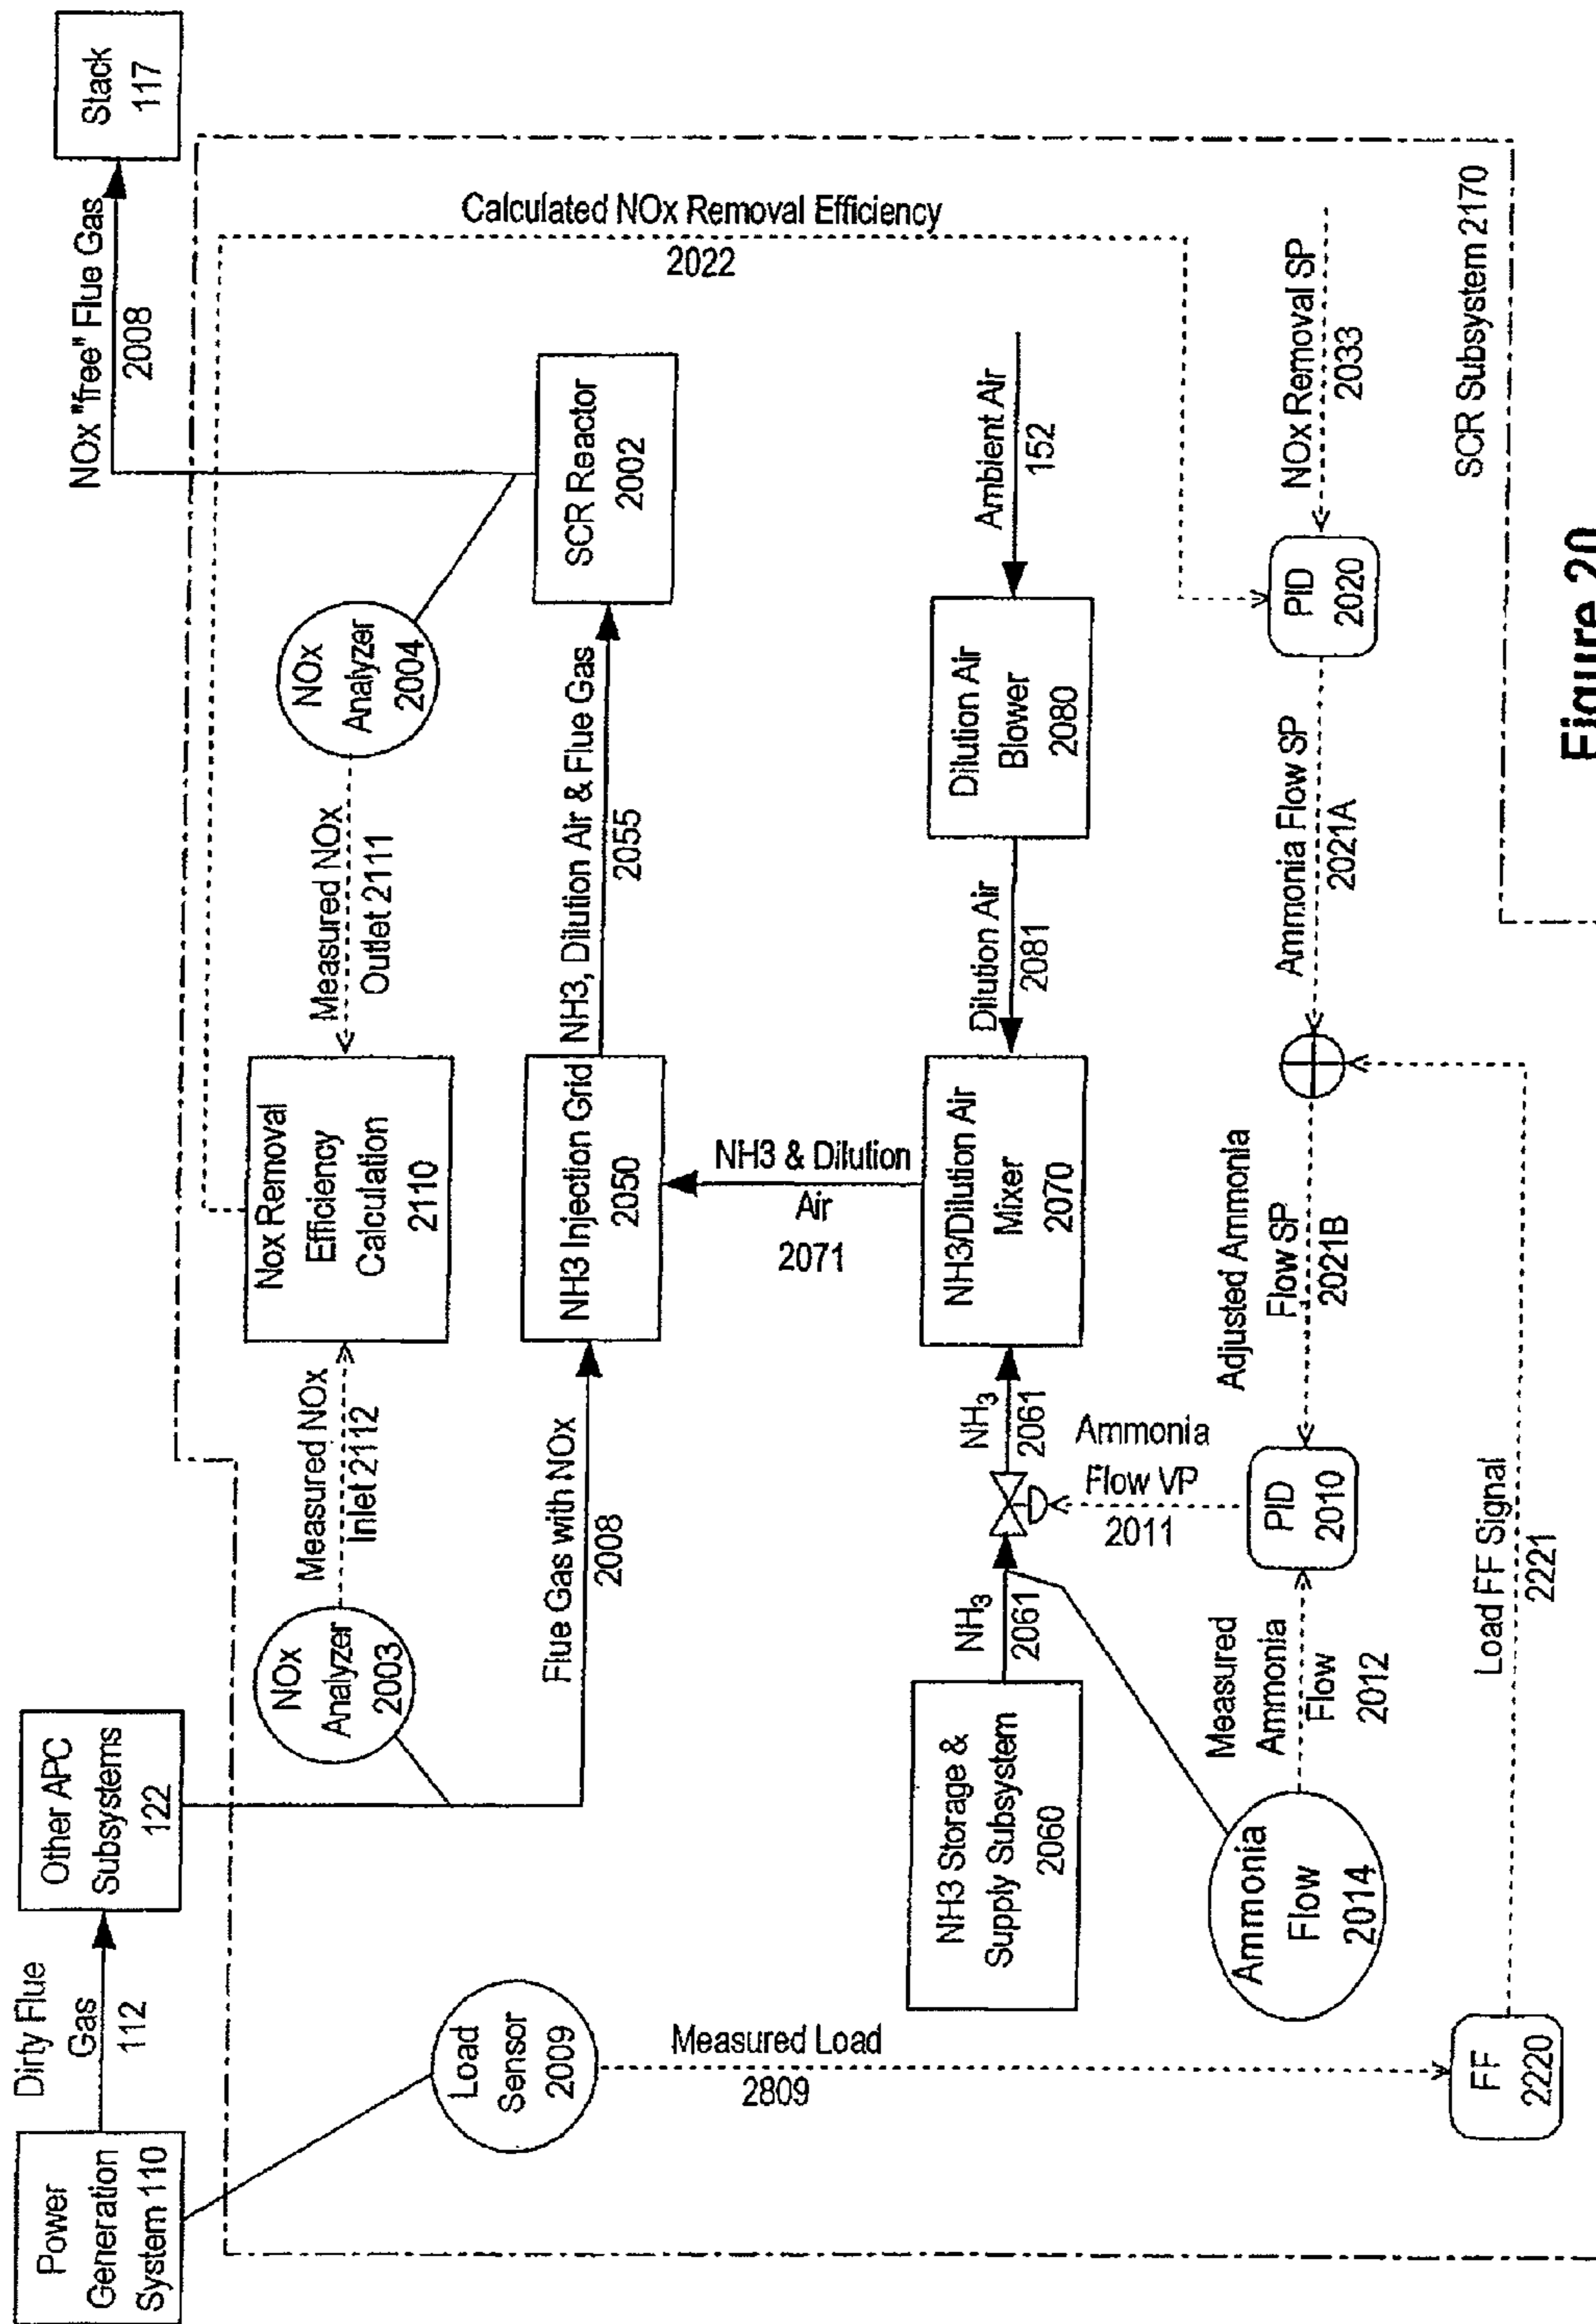 Power
Generation
System 110
Dirty Flue
Gas
112
Other APC
Subsystems
122
NOx "free" Flue Gas
2008
Stack
117
Load
Sensor
2009
Measured Load
2809
NOx
Analyzer
2003
Measured NOx
Inlet 2112
Nox Removal
Efficiency
Calculation
2110
Measured NOx
Outlet 2111
NOx
Analyzer
2004
Calculated NOx Removal Efficiency
2022
Flue Gas with NOx
2008
NH3 Injection Grid
2050
NH3, Dilution Air & Flue Gas
2055
SCR Reactor
2002
NH3 & Dilution
Air
2071
NH3 Storage &
Supply Subsystem
2060
NH₃
2061
NH₃
2061
NH3/Dilution Air
Mixer
2070
Dilution Air
2081
Dilution Air
Blower
2080
Ambient Air
152
Ammonia
Flow VP
2011
Ammonia
Flow
2014
Measured
Ammonia
Flow
2012
PID
2010
Adjusted Ammonia
Flow SP
2021B
Ammonia Flow SP
2021A
PID
2020
NOx Removal SP
2033
FF
2220
Load FF Signal
2221
SCR Subsystem 2170
Figure 20